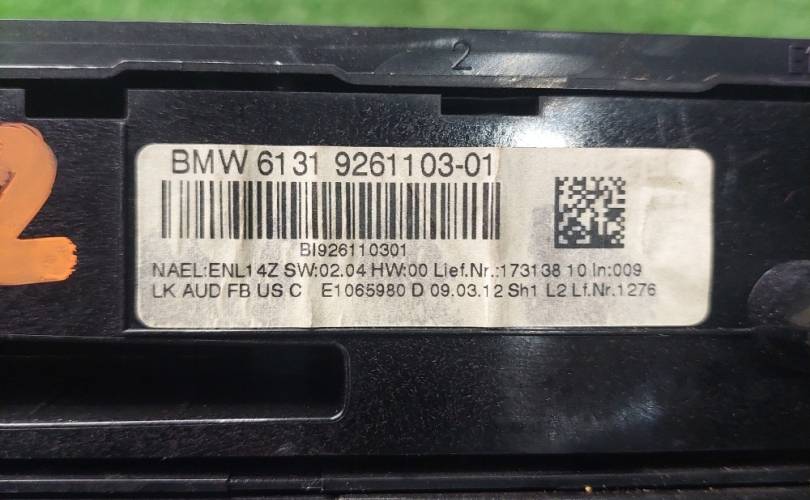 2
BMW 6131 9261103-01
BI926110301
NAEL:ENL14Z SW:02.04 HW:00 Lief.Nr.:173138 10 In:009
LK AUD FB US C E1065980 D 09.03.12 Sh1 L2 Lf.Nr.1276
2